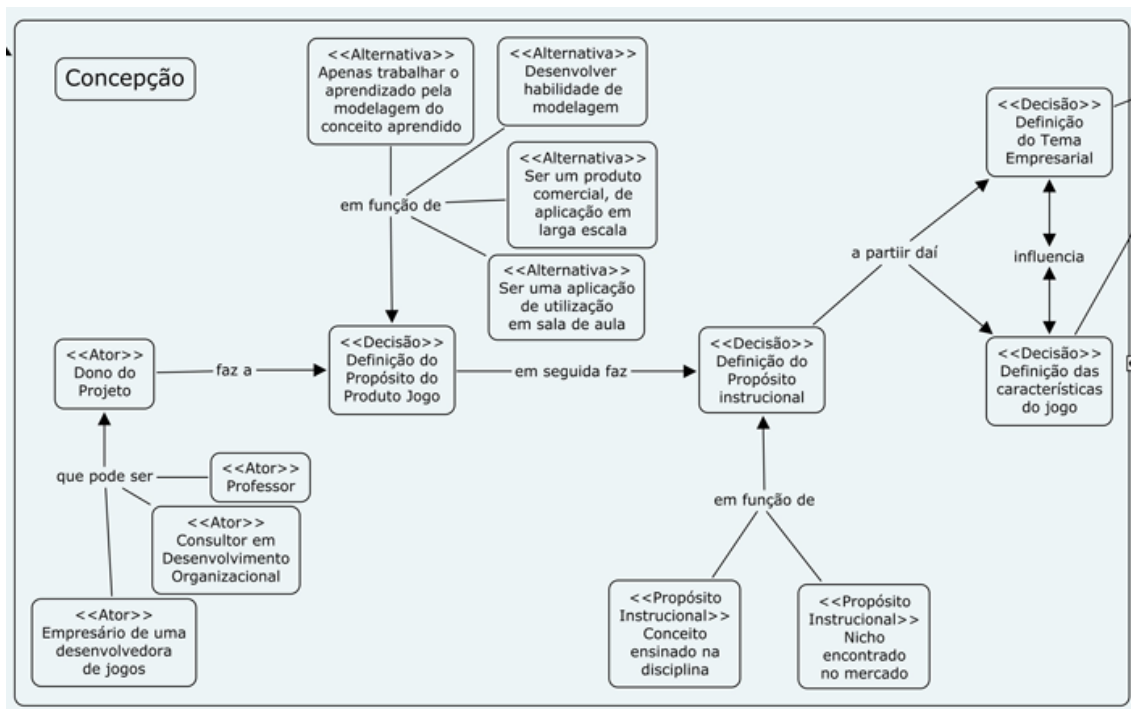 Concepção
<<Alternativa>>
Apenas trabalhar o
aprendizado pela
modelagem do
conceito aprendido
<<Alternativa>>
Desenvolver
habilidade de
modelagem
<<Alternativa>>
Ser um produto
comercial, de
aplicação em
larga escala
<<Alternativa>>
Ser uma aplicação
de utilização
em sala de aula
em função de
<<Ator>>
Dono do
Projeto
faz a
<<Decisão>>
Definição do
Propósito do
Produto Jogo
em seguida faz
<<Decisão>>
Definição do
Propósito
instrucional
a partiir daí
<<Decisão>>
Definição
do Tema
Empresarial
influencia
<<Decisão>>
Definição das
características
do jogo
que pode ser
<<Ator>>
Professor
<<Ator>>
Consultor em
Desenvolvimento
Organizacional
<<Ator>>
Empresário de uma
desenvolvedora
de jogos
em função de
<<Propósito
Instrucional>>
Conceito
ensinado na
disciplina
<<Propósito
Instrucional>>
Nicho
encontrado
no mercado